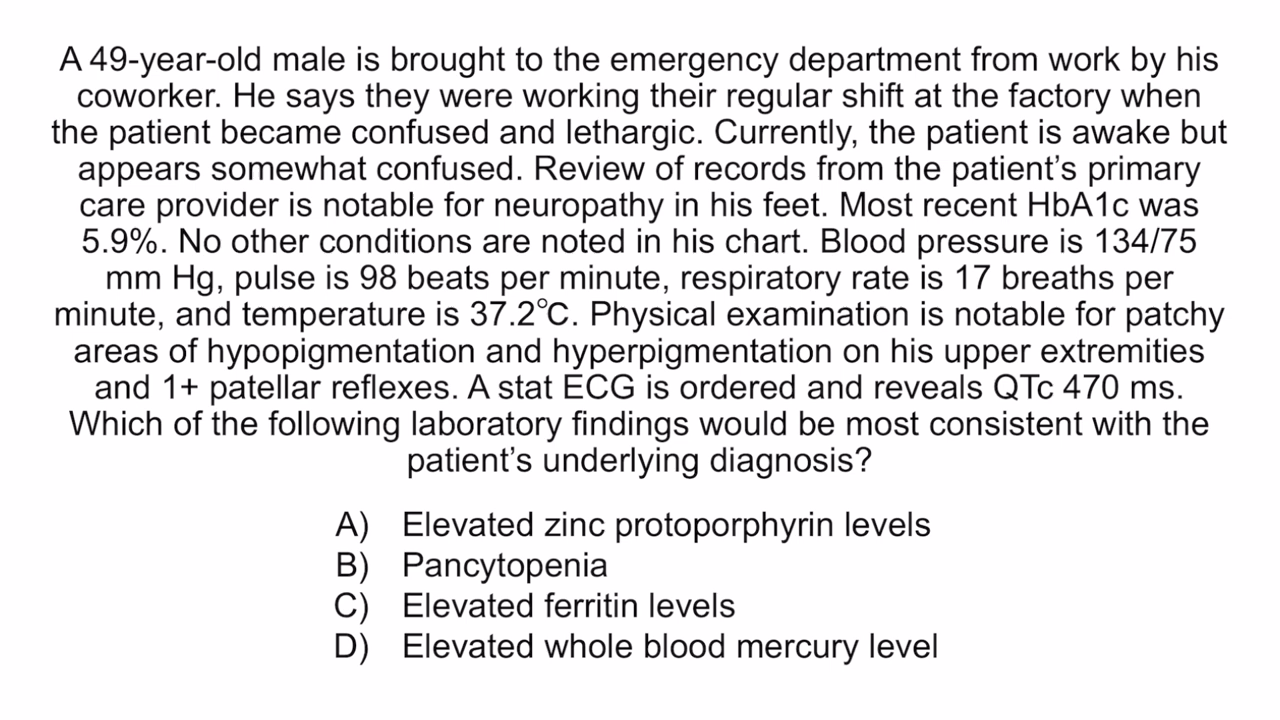 A 49-year-old male is brought to the emergency department from work by his
coworker. He says they were working their regular shift at the factory when
the patient became confused and lethargic. Currently, the patient is awake but
appears somewhat confused. Review of records from the patient’s primary
care provider is notable for neuropathy in his feet. Most recent HbA1c was
5.9%. No other conditions are noted in his chart. Blood pressure is 134/75
mm Hg, pulse is 98 beats per minute, respiratory rate is 17 breaths per
minute, and temperature is 37.2℃. Physical examination is notable for patchy
areas of hypopigmentation and hyperpigmentation on his upper extremities
and 1+ patellar reflexes. A stat ECG is ordered and reveals QTc 470 ms.
Which of the following laboratory findings would be most consistent with the
patient’s underlying diagnosis?
A) Elevated zinc protoporphyrin levels
B) Pancytopenia
C) Elevated ferritin levels
D) Elevated whole blood mercury level